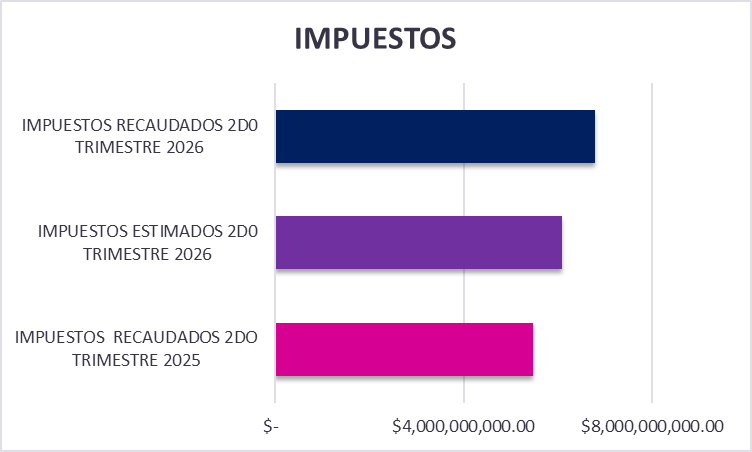 IMPUESTOS
IMPUESTOS RECAUDADOS 2D0
TRIMESTRE 2026
IMPUESTOS ESTIMADOS 2D0
TRIMESTRE 2026
IMPUESTOS  RECAUDADOS 2DO
TRIMESTRE 2025
$-
$4,000,000,000.00
$8,000,000,000.00